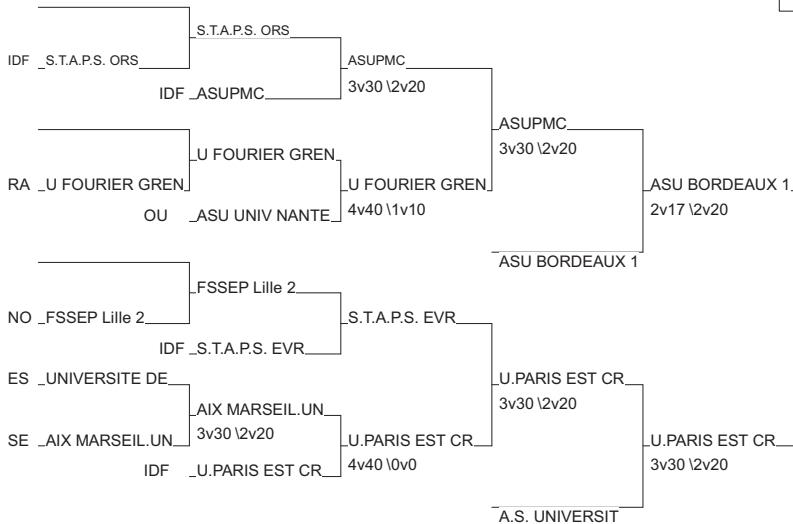 S.T.A.P.S. ORS
IDF S.T.A.P.S. ORS
ASUPMC
3v30 \2v20
IDF ASUPMC
ASUPMC
3v30 \2v20
U FOURIER GREN
RA U FOURIER GREN
U FOURIER GREN
4v40 \1v10
ASU BORDEAUX 1
2v17 \2v20
OU ASU UNIV NANTE
ASU BORDEAUX 1
FSSEP Lille 2
NO FSSEP Lille 2
S.T.A.P.S. EVR
IDF S.T.A.P.S. EVR
ES UNIVERSITE DE
U.PARIS EST CR
3v30 \2v20
AIX MARSEIL.UN
3v30 \2v20
SE AIX MARSEIL.UN
U.PARIS EST CR
4v40 \0v0
U.PARIS EST CR
3v30 \2v20
IDF U.PARIS EST CR
A.S. UNIVERSIT